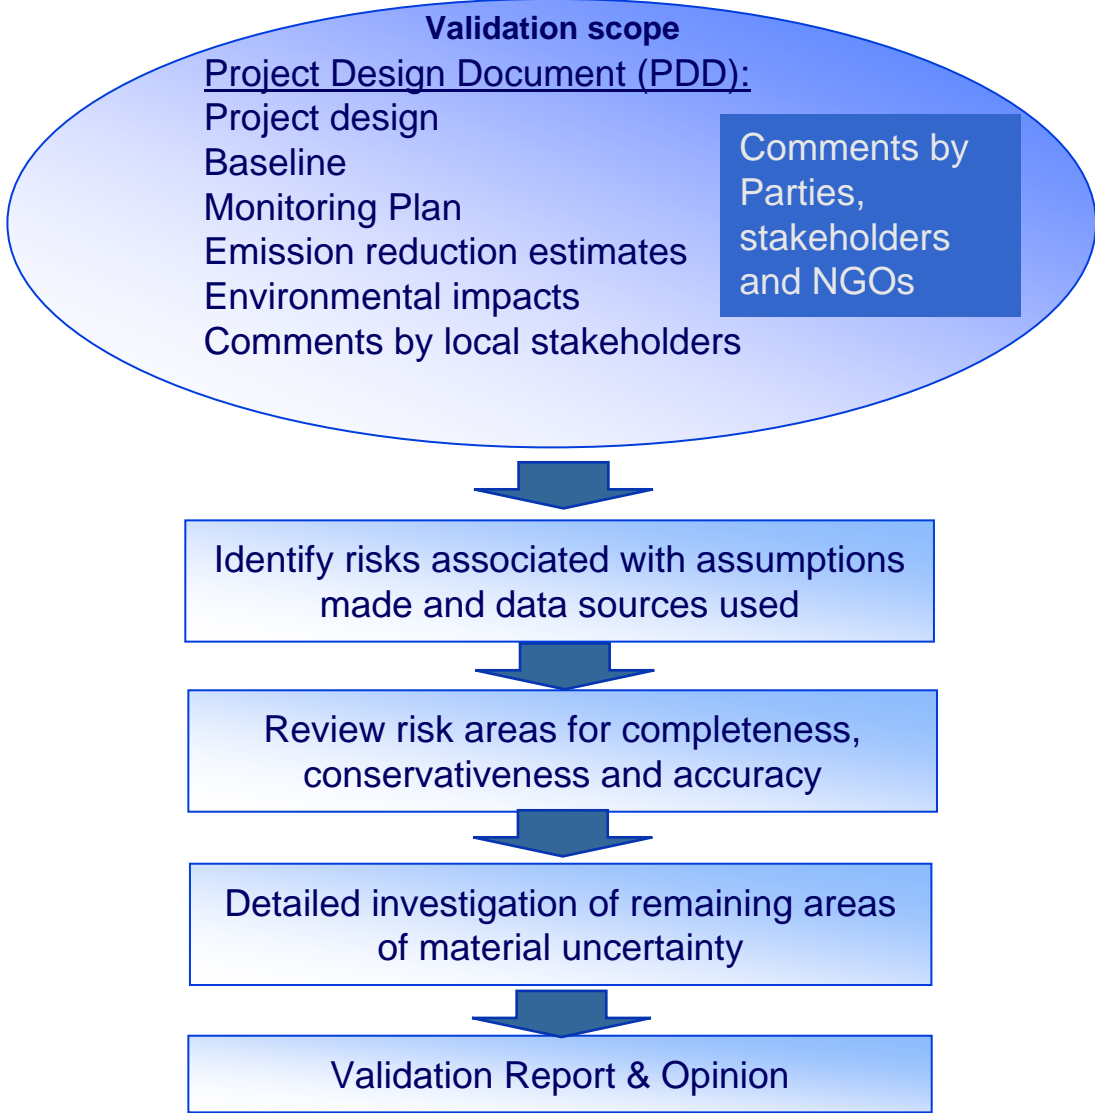 Validation scope
Project Design Document (PDD):
Project design
Baseline
Monitoring Plan
Emission reduction estimates
Environmental impacts
Comments by local stakeholders
Comments by
Parties,
stakeholders
and NGOs
Identify risks associated with assumptions
made and data sources used
Review risk areas for completeness,
conservativeness and accuracy
Detailed investigation of remaining areas
of material uncertainty
Validation Report & Opinion